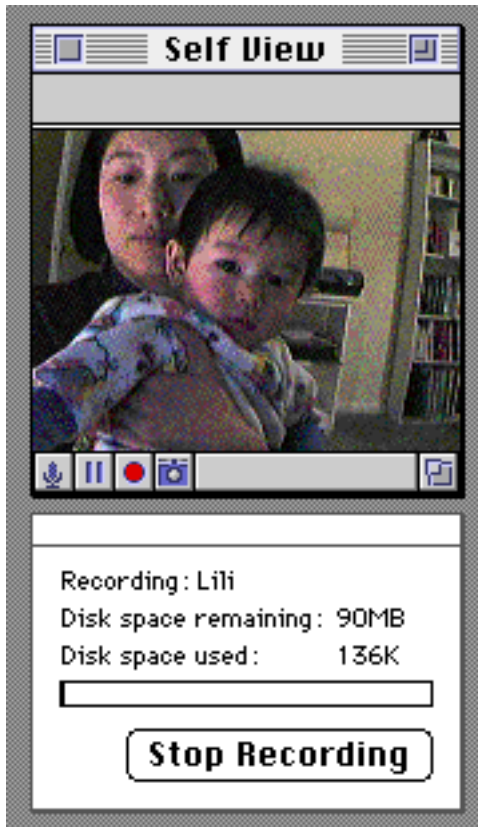 Self View
Recording: Lili
Disk space remaining: 90MB
Disk space used: 136K
Stop Recording